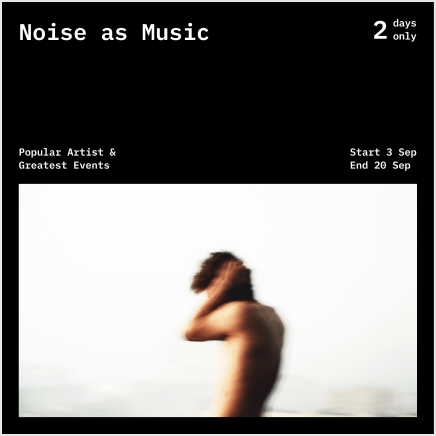 Noise as Music
2 days
only
Popular Artist &
Greatest Events
Start 3 Sep
End 20 Sep